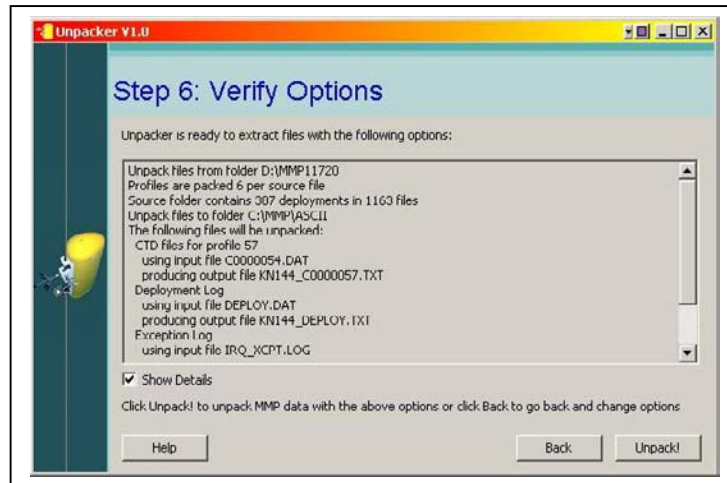 Unpacker V1.0
Step 6: Verify Options
Unpacker is ready to extract files with the following options:
Unpack files from folder D:\MMP11720
Profiles are packed 6 per source file
Source folder contains 307 deployments in 1163 files
Unpack files to folder C:\MMP\ASCII
The following files will be unpacked:
CTD files for profile 57
using input file C0000054.DAT
producing output file KN144_C0000057.TXT
Deployment Log
using input file DEPLOY.DAT
producing output file KN144_DEPLOY.TXT
Exception Log
using input file IRQ_XCPT.LOG
Show Details
Click Unpack! to unpack MMP data with the above options or click Back to go back and change options
Help
Back
Unpack!